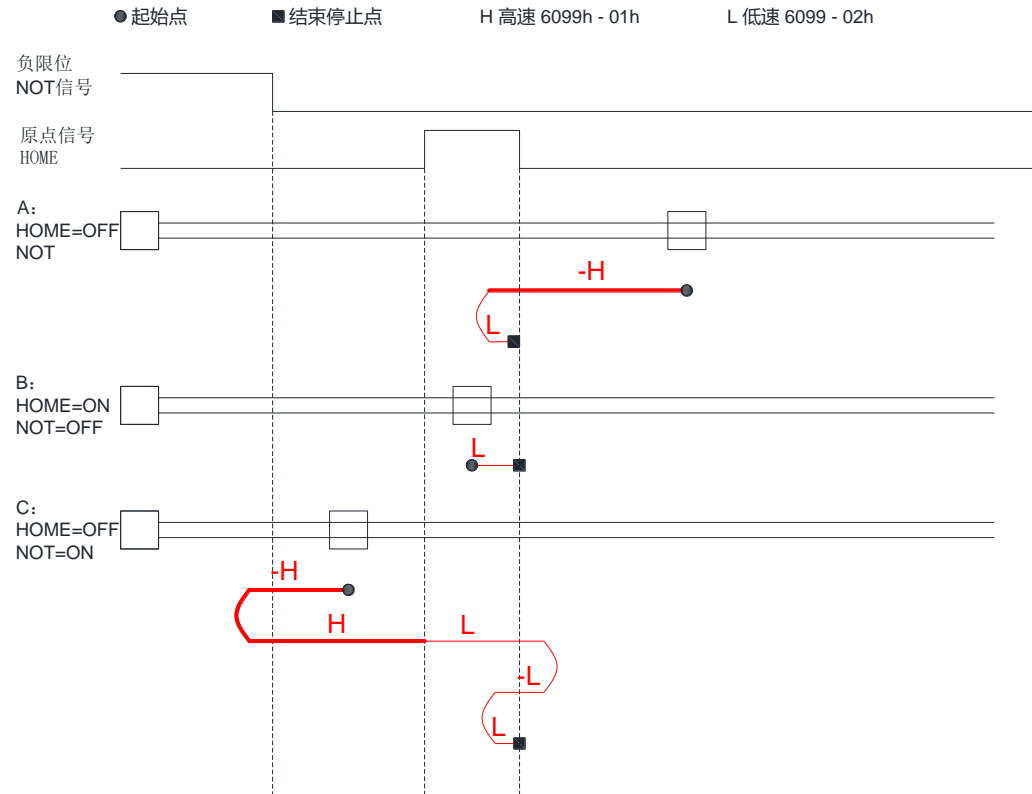 起始点 结束停止点 H 高速 6099h - 01h L 低速 6099 - 02h
负限位
NOT信号
原点信号
HOME
A：
HOME=OFF
NOT
-H
L
B：
HOME=ON
NOT=OFF
L
C：
HOME=OFF
NOT=ON
-H
H L
-L
L